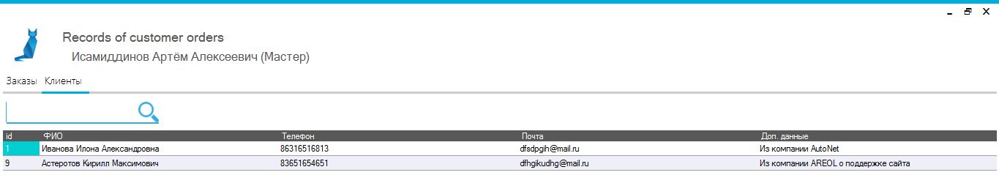 Records of customer orders
Исамиддинов Артём Алексеевич (Мастер)
Заказы Клиенты
id ФИО Телефон Почта Доп. данные
1 Иванова Илона Александровна 86316516813 dfsdpgih@mail.ru Из компании AutoNet
9 Астеротов Кирилл Максимович 83651654651 dfhgikudhg@mail.ru Из компании AREOL о поддержке сайта